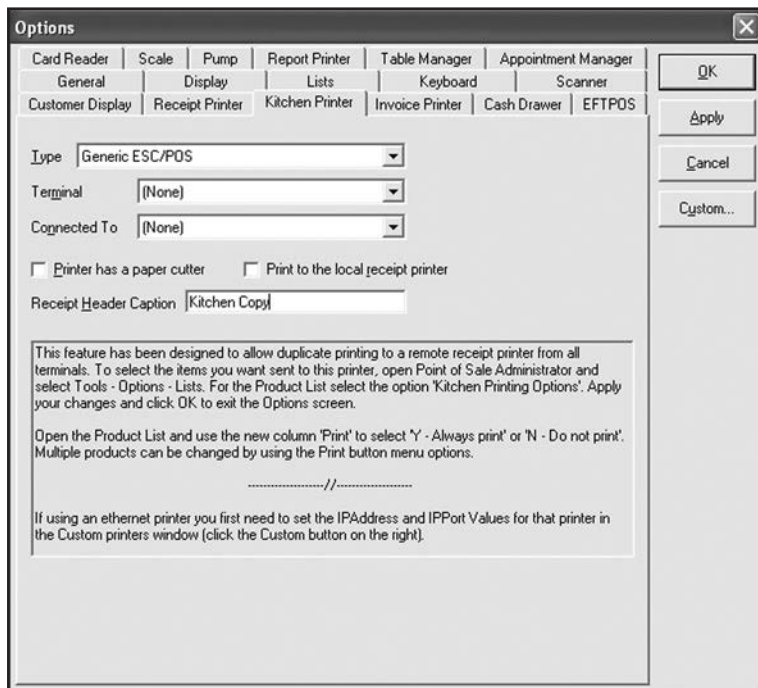 Options
Card Reader Scale Pump Report Printer Table Manager Appointment Manager
General Display Lists Keyboard Scanner
Customer Display Receipt Printer Kitchen Printer Invoice Printer Cash Drawer EFTPOS
OK
Apply
Cancel
Custom...
Type Generic ESC/POS
Terminal (None)
Connected To (None)
Printer has a paper cutter Print to the local receipt printer
Receipt Header Caption Kitchen Copy
This feature has been designed to allow duplicate printing to a remote receipt printer from all
terminals. To select the items you want sent to this printer, open Point of Sale Administrator and
select Tools - Options - Lists. For the Product List select the option 'Kitchen Printing Options'. Apply
your changes and click OK to exit the Options screen.
Open the Product List and use the new column 'Print' to select 'Y - Always print' or 'N - Do not print'.
Multiple products can be changed by using the Print button menu options.
--------------------//--------------------
If using an ethernet printer you first need to set the IPAddress and IPPort Values for that printer in
the Custom printers window (click the Custom button on the right).